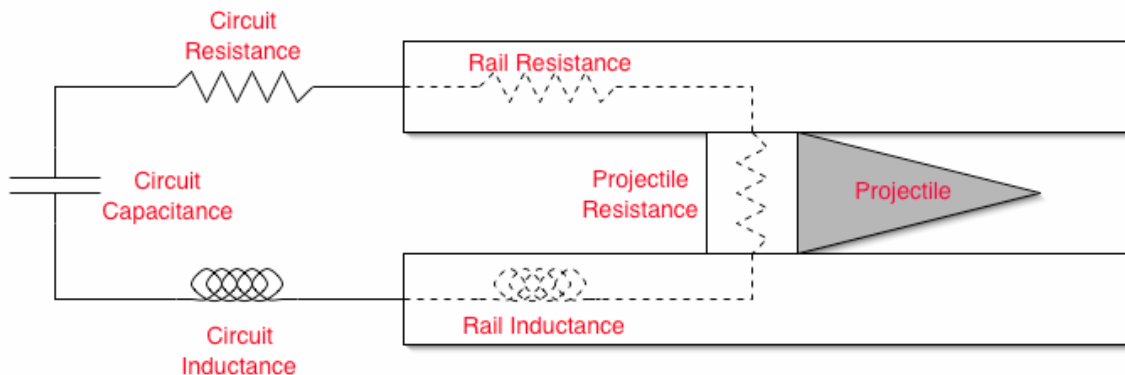 Circuit
Resistance
Rail Resistance
Circuit
Capacitance
Projectile
Resistance
Projectile
Rail Inductance
Circuit
Inductance